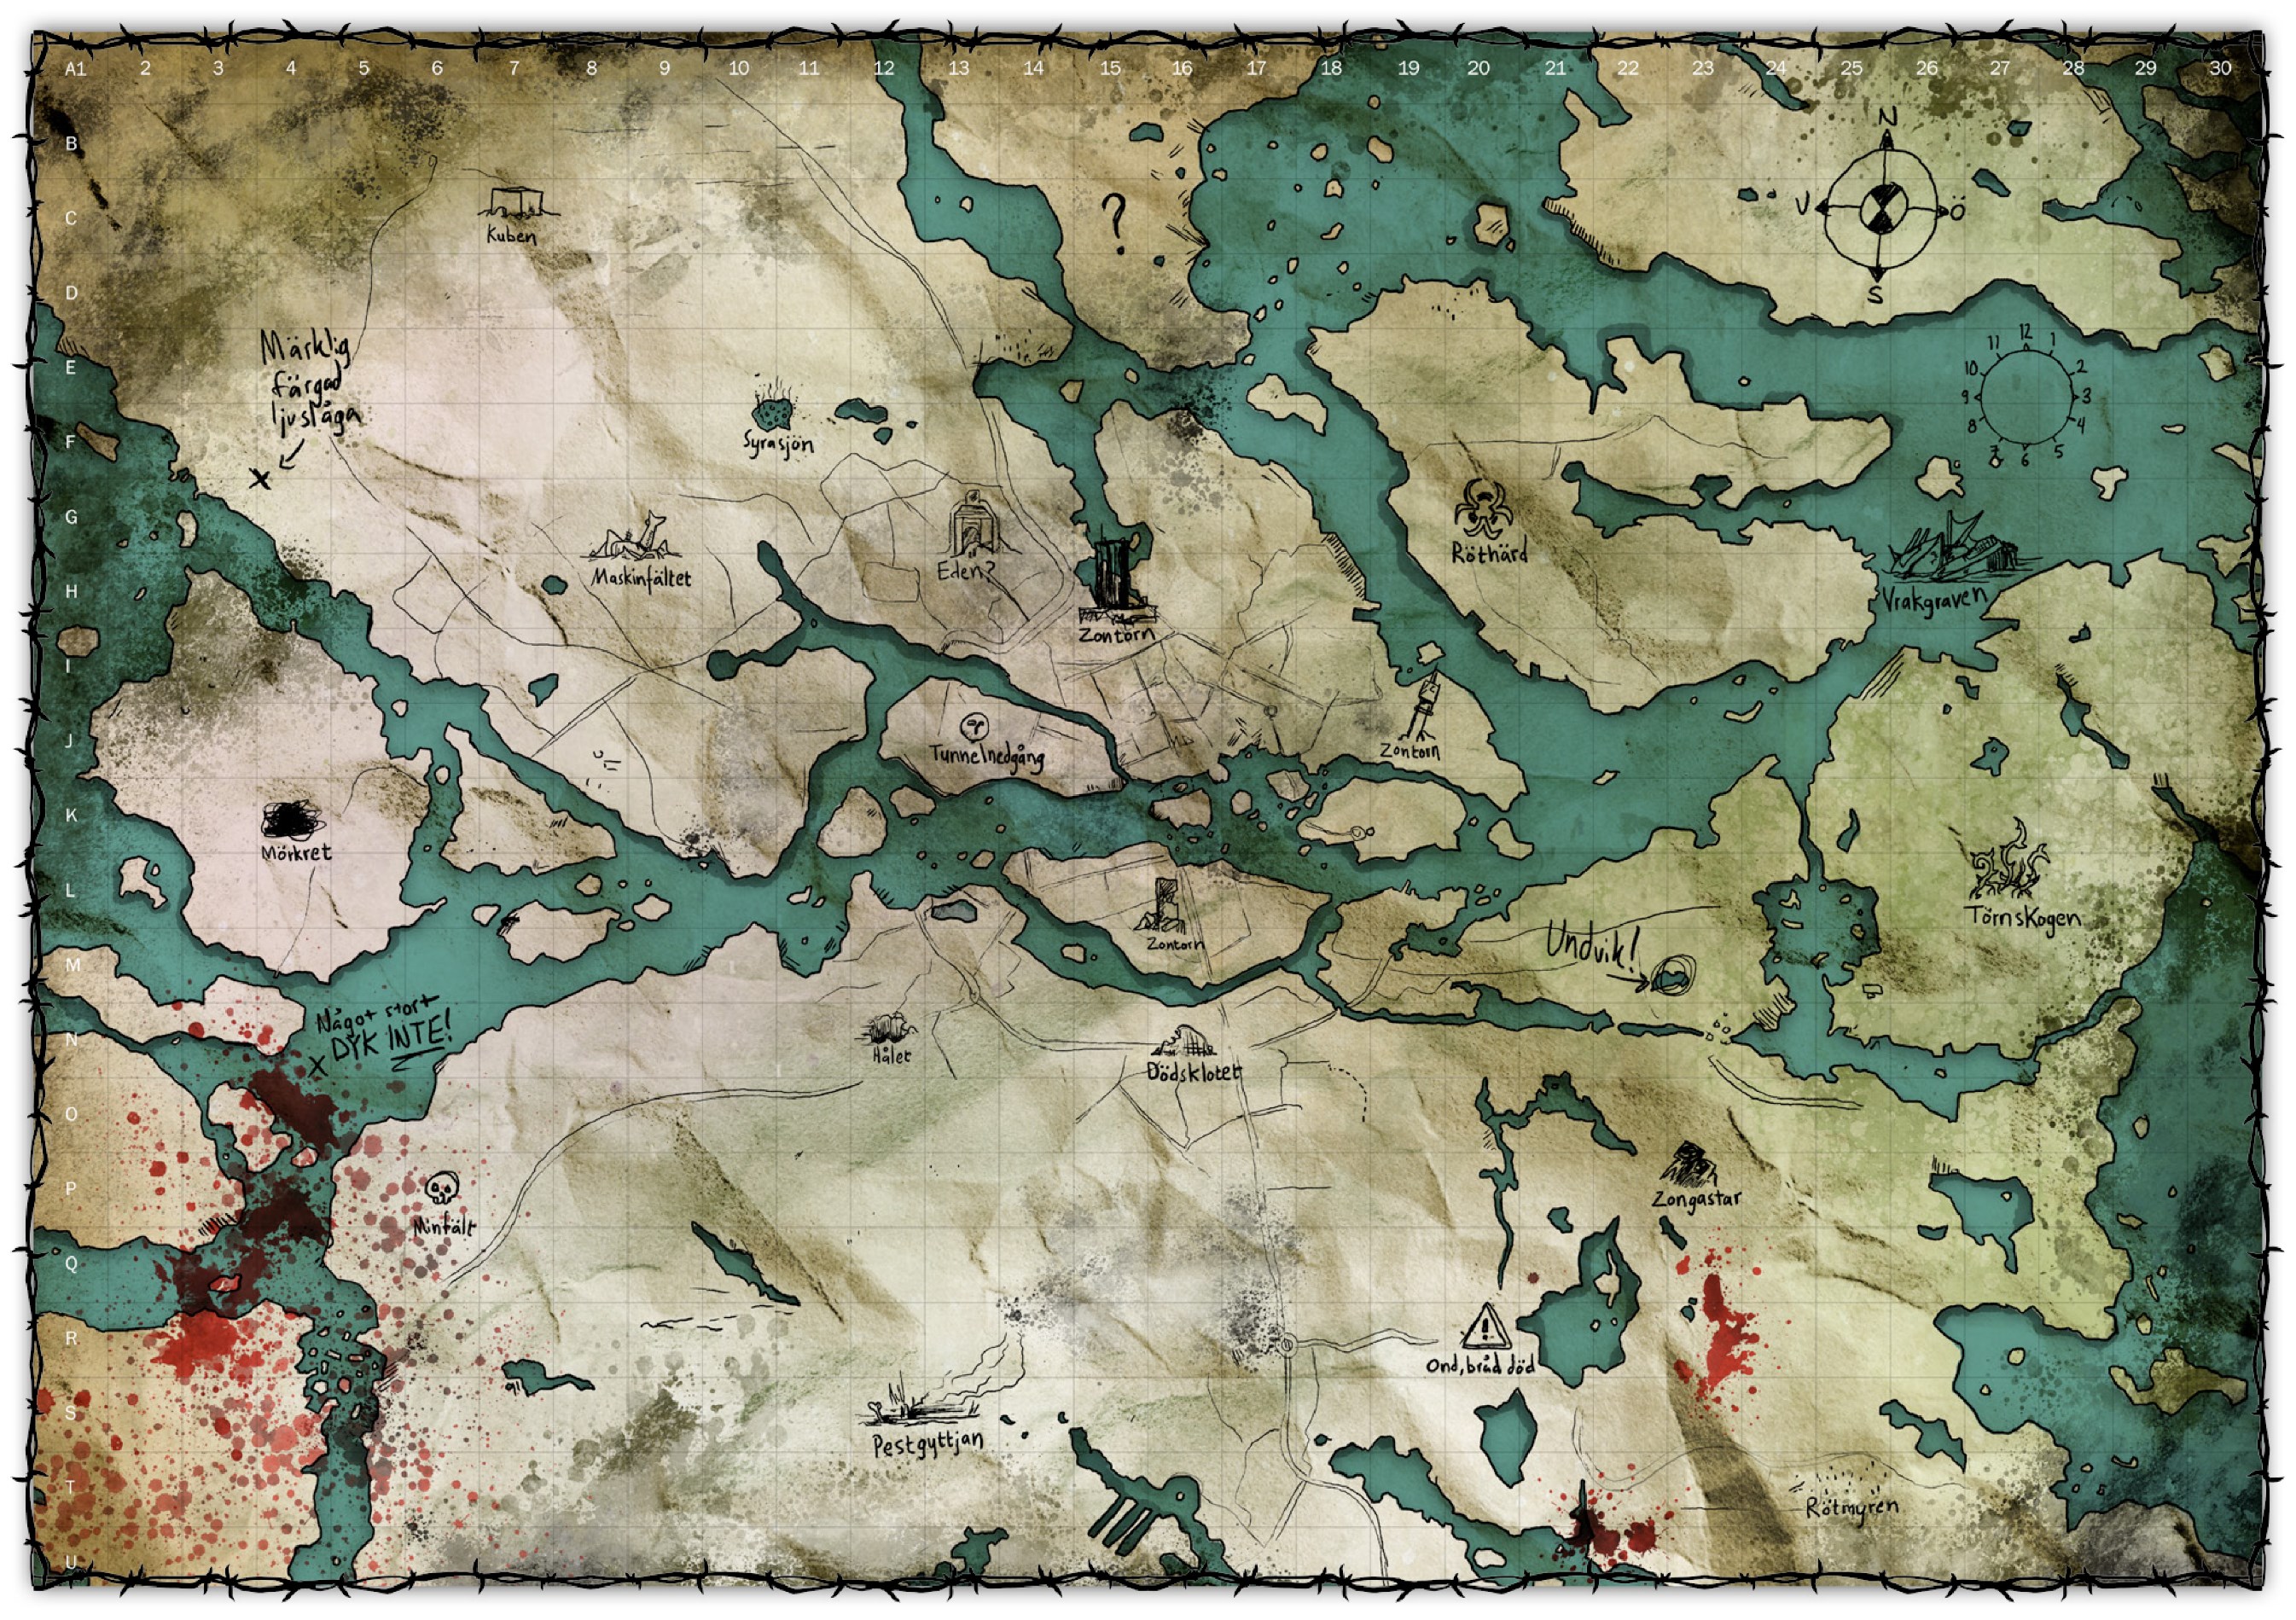 A1 2 3 4 5 6 7 8 9 10 11 12 13 14 15 16 17 18 19 20 21 22 23 24 25 26 27 28 29 30
B
C
D
E
F
G
H
I
J
K
L
M
N
O
P
Q
R
S
T
U
N
V
Ö
S
?
Kuben
Märklig
färgad
ljuslåga
X
Syrasjön
12
1
2
3
4
5
6
7
8
9
10
11
Maskinfältet
Eden?
Röthärd
Zontorn
Vrakgraven
Tunnelnedgång
Zontorn
Mörkret
Törnskogen
Zontorn
Undvik!
Något stort
DYK INTE!
X
Hålet
Dödsklotet
Minfält
Zongastar
!
Ond, bråd död
Pestgyttjan
Rötmyren